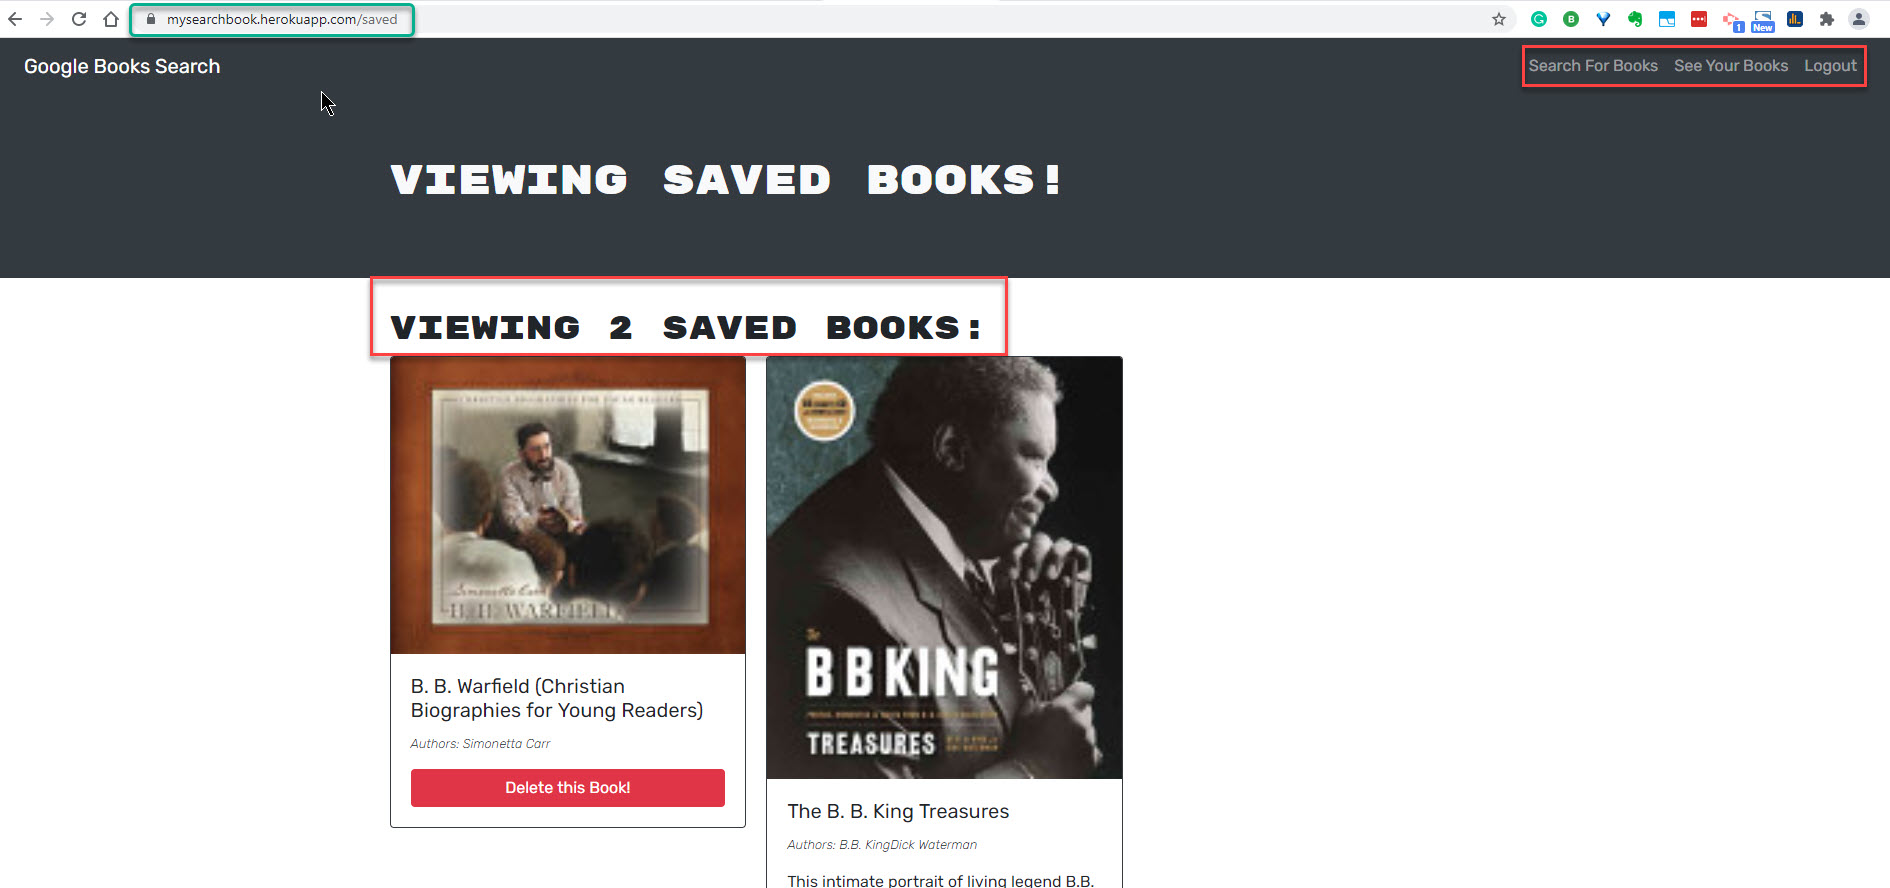 mysearchbook.herokuapp.com/saved
1
New
Google Books Search
Search For Books See Your Books Logout
VIEWING SAVED BOOKS!
VIEWING 2 SAVED BOOKS:
Simonetta Carr
B. B. WARFIELD
B. B. Warfield (Christian
Biographies for Young Readers)
Authors: Simonetta Carr
Delete this Book!
The
B B KING
TREASURES
The B. B. King Treasures
Authors: B.B. KingDick Waterman
This intimate portrait of living legend B.B.